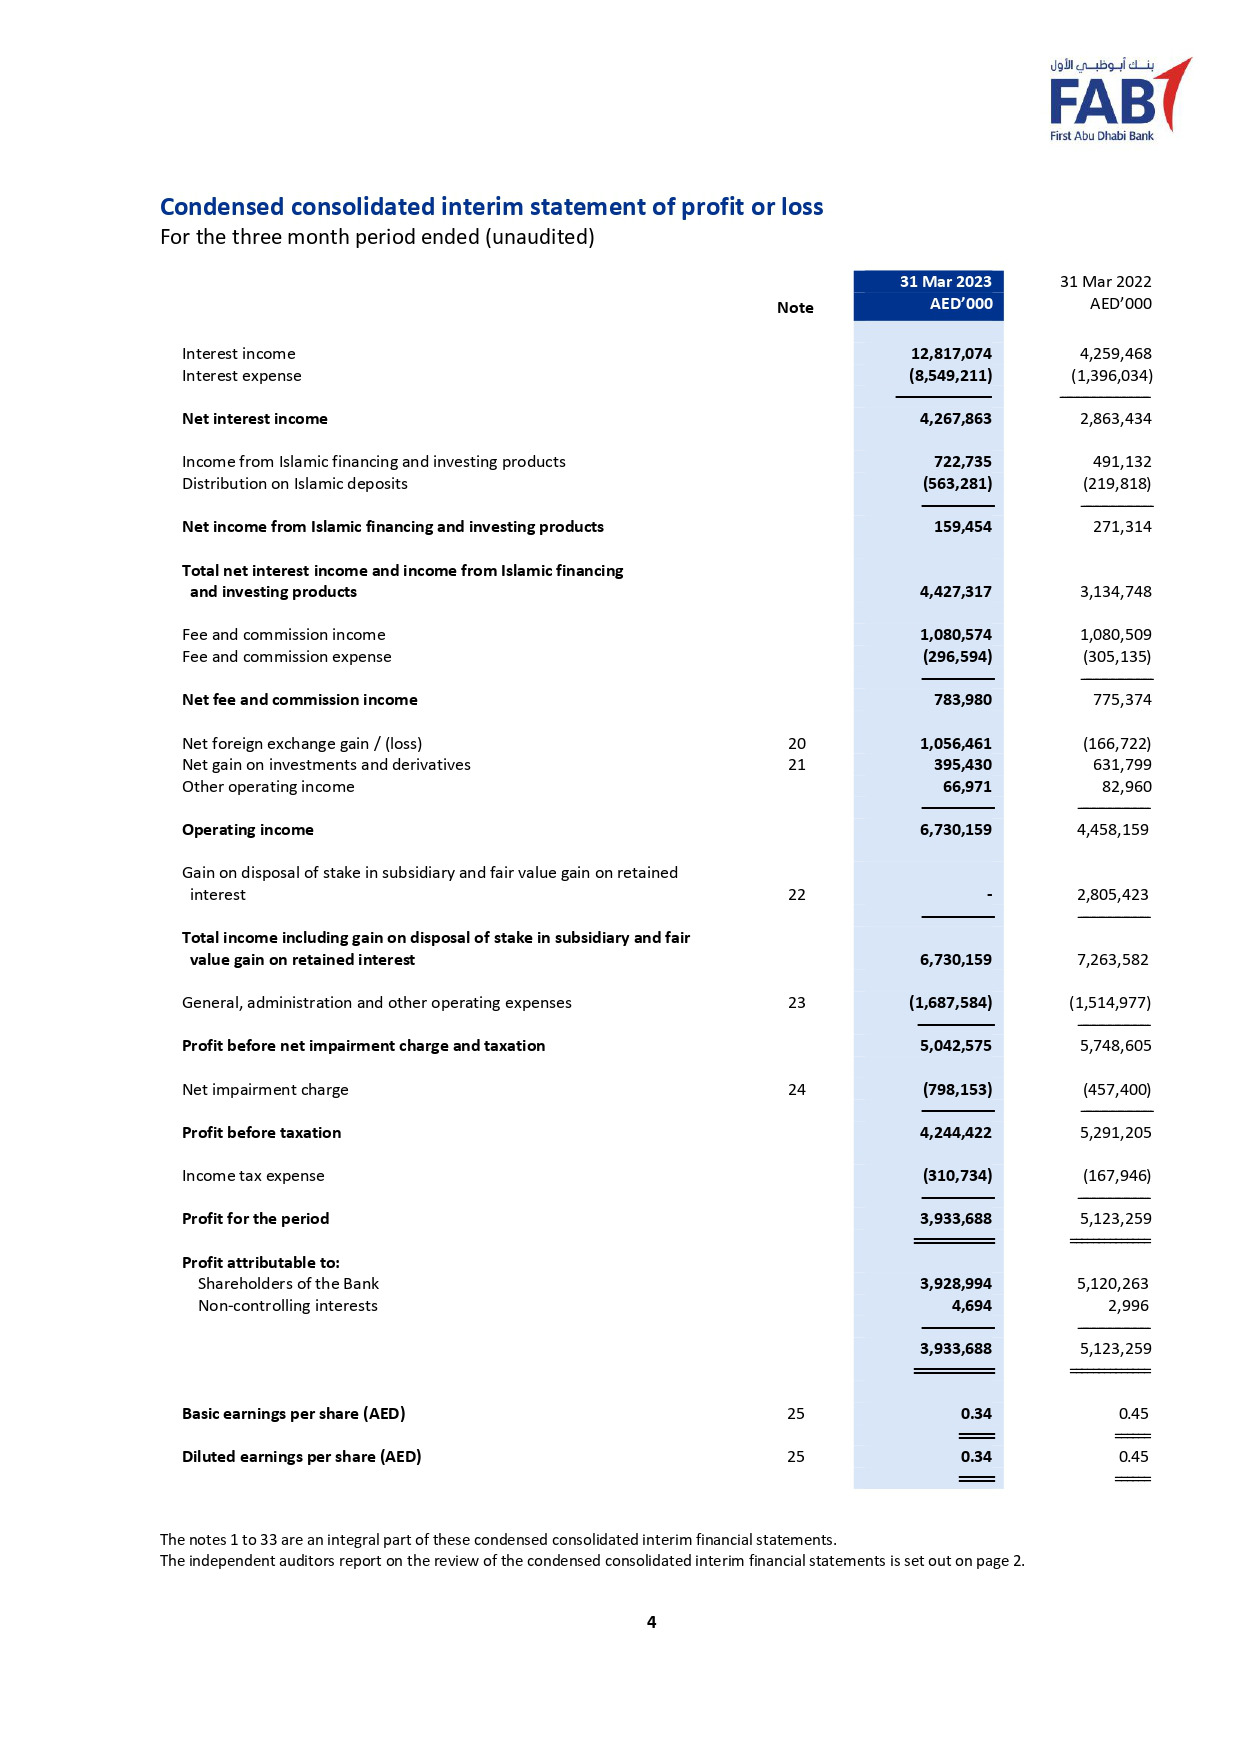 بنك أبوظبي الأول
FAB
First Abu Dhabi Bank
Condensed consolidated interim statement of profit or loss
For the three month period ended (unaudited)
31 Mar 2023 31 Mar 2022
Note AED’000 AED’000
Interest income 12,817,074 4,259,468
Interest expense (8,549,211) (1,396,034)
Net interest income 4,267,863 2,863,434
Income from Islamic financing and investing products 722,735 491,132
Distribution on Islamic deposits (563,281) (219,818)
Net income from Islamic financing and investing products 159,454 271,314
Total net interest income and income from Islamic financing
and investing products 4,427,317 3,134,748
Fee and commission income 1,080,574 1,080,509
Fee and commission expense (296,594) (305,135)
Net fee and commission income 783,980 775,374
Net foreign exchange gain / (loss) 20 1,056,461 (166,722)
Net gain on investments and derivatives 21 395,430 631,799
Other operating income 66,971 82,960
Operating income 6,730,159 4,458,159
Gain on disposal of stake in subsidiary and fair value gain on retained
interest 22 - 2,805,423
Total income including gain on disposal of stake in subsidiary and fair
value gain on retained interest 6,730,159 7,263,582
General, administration and other operating expenses 23 (1,687,584) (1,514,977)
Profit before net impairment charge and taxation 5,042,575 5,748,605
Net impairment charge 24 (798,153) (457,400)
Profit before taxation 4,244,422 5,291,205
Income tax expense (310,734) (167,946)
Profit for the period 3,933,688 5,123,259
Profit attributable to:
Shareholders of the Bank 3,928,994 5,120,263
Non-controlling interests 4,694 2,996
3,933,688 5,123,259
Basic earnings per share (AED) 25 0.34 0.45
Diluted earnings per share (AED) 25 0.34 0.45
The notes 1 to 33 are an integral part of these condensed consolidated interim financial statements.
The independent auditors report on the review of the condensed consolidated interim financial statements is set out on page 2.
4